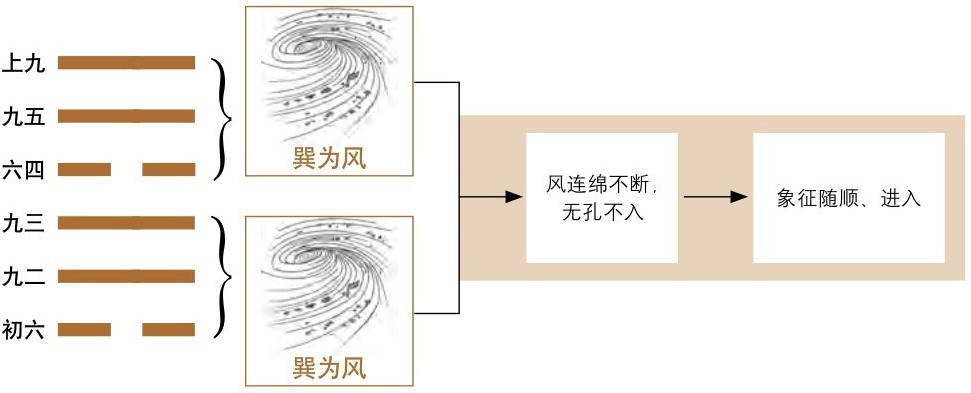 上九
九五
六四
九三
九二
初六
巽为风
巽为风
风连绵不断，
无孔不入
象征随顺、进入